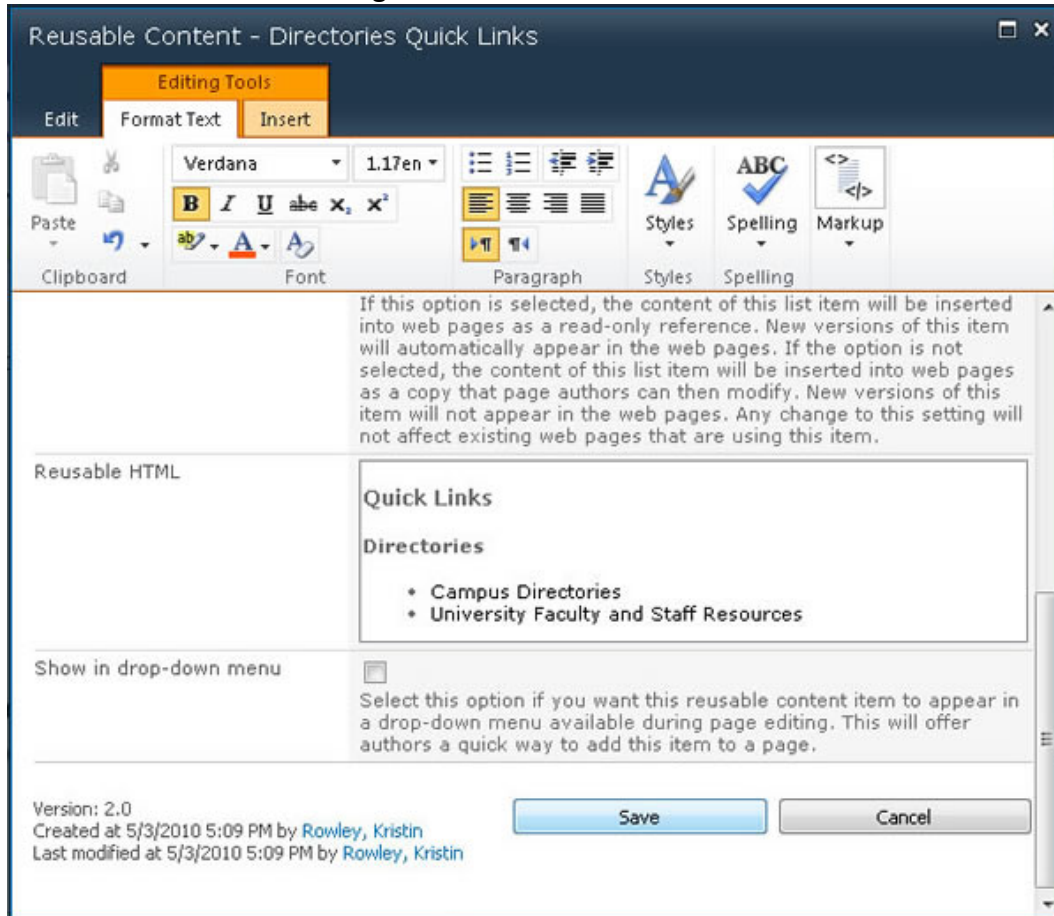 Reusable Content - Directories Quick Links
Editing Tools
Edit Format Text Insert
Verdana 1.17en
B I U abc X₂ X²
ab A A
A ABC <> </>
Paste
Styles Spelling Markup
Clipboard Font Paragraph Styles Spelling
If this option is selected, the content of this list item will be inserted
into web pages as a read-only reference. New versions of this item
will automatically appear in the web pages. If the option is not
selected, the content of this list item will be inserted into web pages
as a copy that page authors can then modify. New versions of this
item will not appear in the web pages. Any change to this setting will
not affect existing web pages that are using this item.
Reusable HTML
Quick Links
Directories
• Campus Directories
• University Faculty and Staff Resources
Show in drop-down menu
Select this option if you want this reusable content item to appear in
a drop-down menu available during page editing. This will offer
authors a quick way to add this item to a page.
Version: 2.0
Created at 5/3/2010 5:09 PM by Rowley, Kristin
Last modified at 5/3/2010 5:09 PM by Rowley, Kristin
Save Cancel